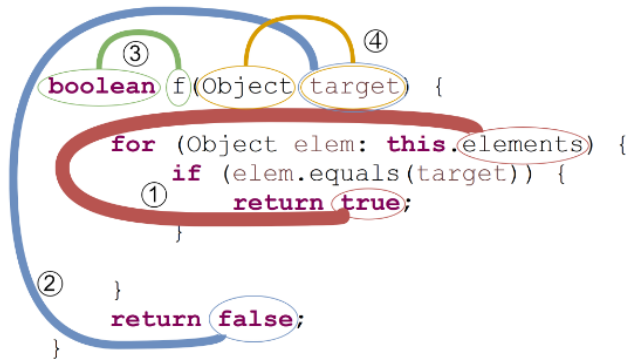 ③ ④
boolean f(Object target) {
for (Object elem: this.elements) {
if (elem.equals(target)) {
① return true;
}
② }
return false;
}